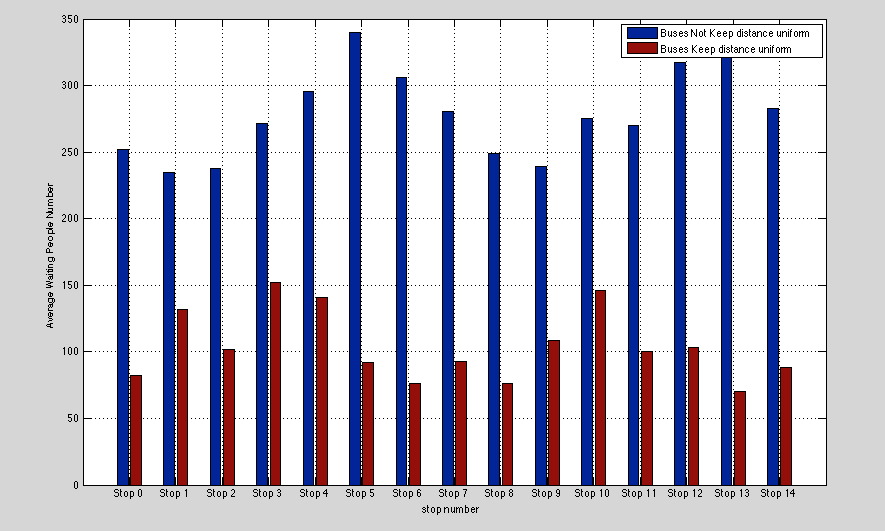 350
300
250
200
150
100
50
0
Average Waiting People Number
Buses Not Keep distance uniform
Buses Keep distance uniform
Stop 0 Stop 1 Stop 2 Stop 3 Stop 4 Stop 5 Stop 6 Stop 7 Stop 8 Stop 9 Stop 10 Stop 11 Stop 12 Stop 13 Stop 14
stop number